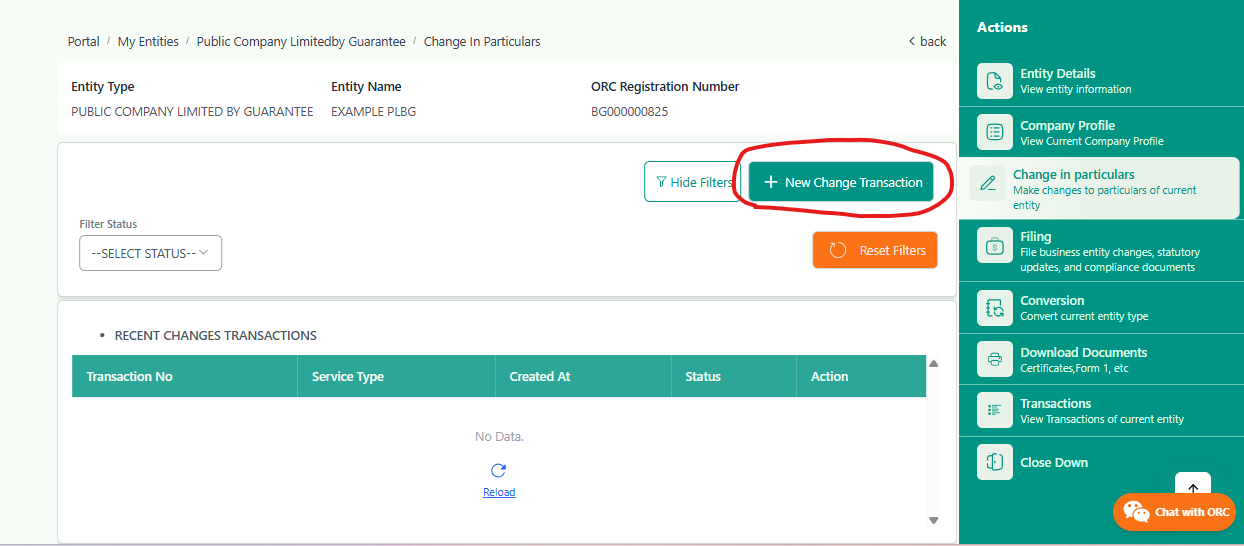 Portal / My Entities / Public Company Limitedby Guarantee / Change In Particulars
< back
Entity Type
PUBLIC COMPANY LIMITED BY GUARANTEE
Entity Name
EXAMPLE PLBG
ORC Registration Number
BG000000825
Hide Filters
+ New Change Transaction
Filter Status
--SELECT STATUS--
Reset Filters
• RECENT CHANGES TRANSACTIONS
Transaction No Service Type Created At Status Action
No Data.
Reload
Actions
Entity Details
View entity information
Company Profile
View Current Company Profile
Change in particulars
Make changes to particulars of current
entity
Filing
File business entity changes, statutory
updates, and compliance documents
Conversion
Convert current entity type
Download Documents
Certificates,Form 1, etc
Transactions
View Transactions of current entity
Close Down
Chat with ORC